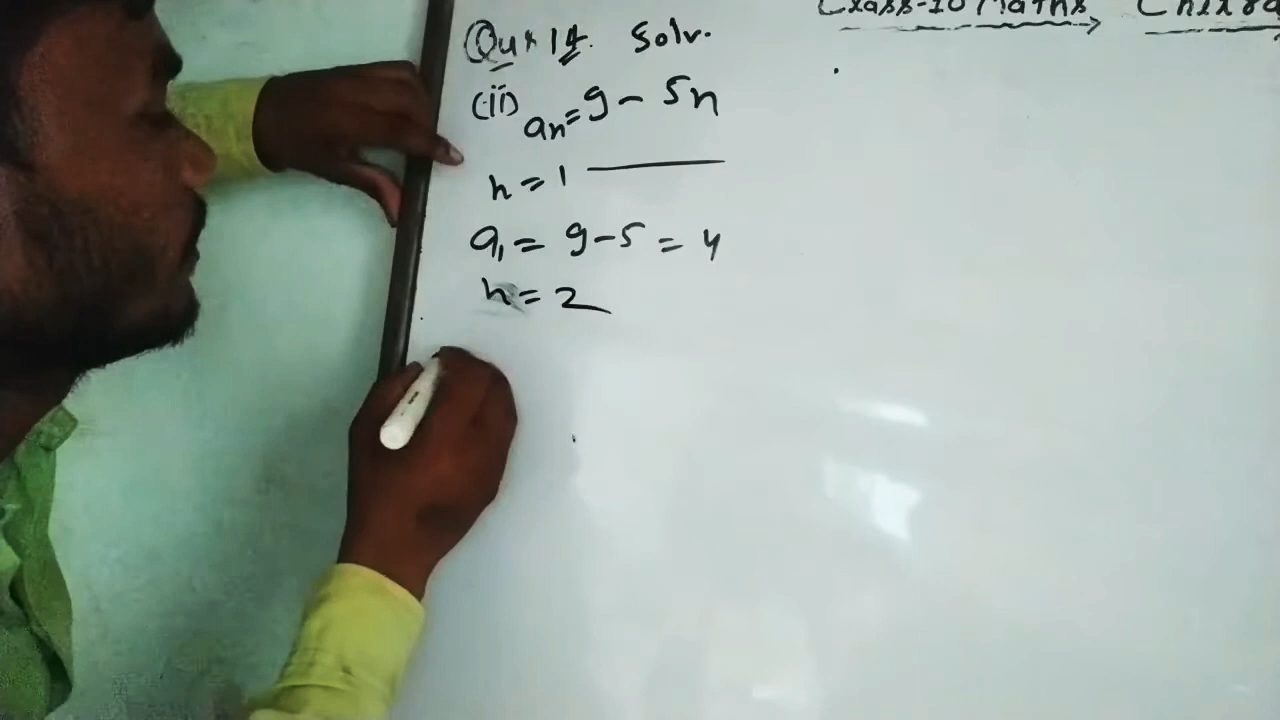 Class-10 Maths
Qu* 14. Solv.
(ii) an = 9 - 5n
n = 1
a1 = 9-5 = 4
n = 2